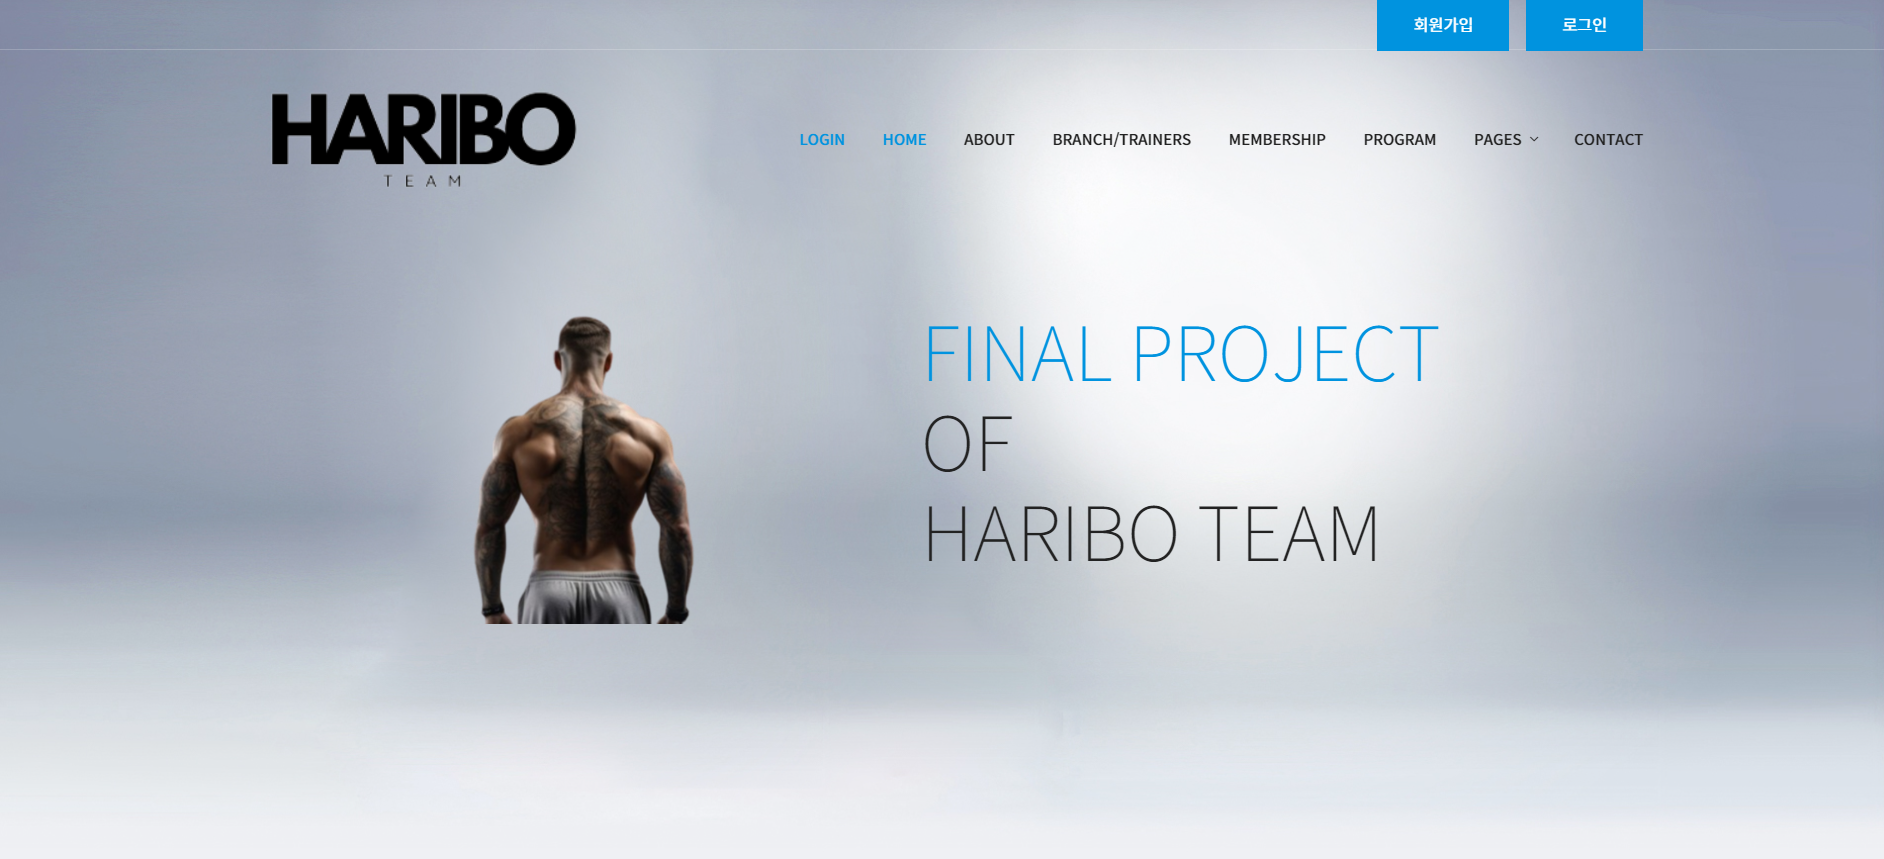 회원가입 로그인
HARIBO
TEAM
LOGIN HOME ABOUT BRANCH/TRAINERS MEMBERSHIP PROGRAM PAGES CONTACT
FINAL PROJECT
OF
HARIBO TEAM